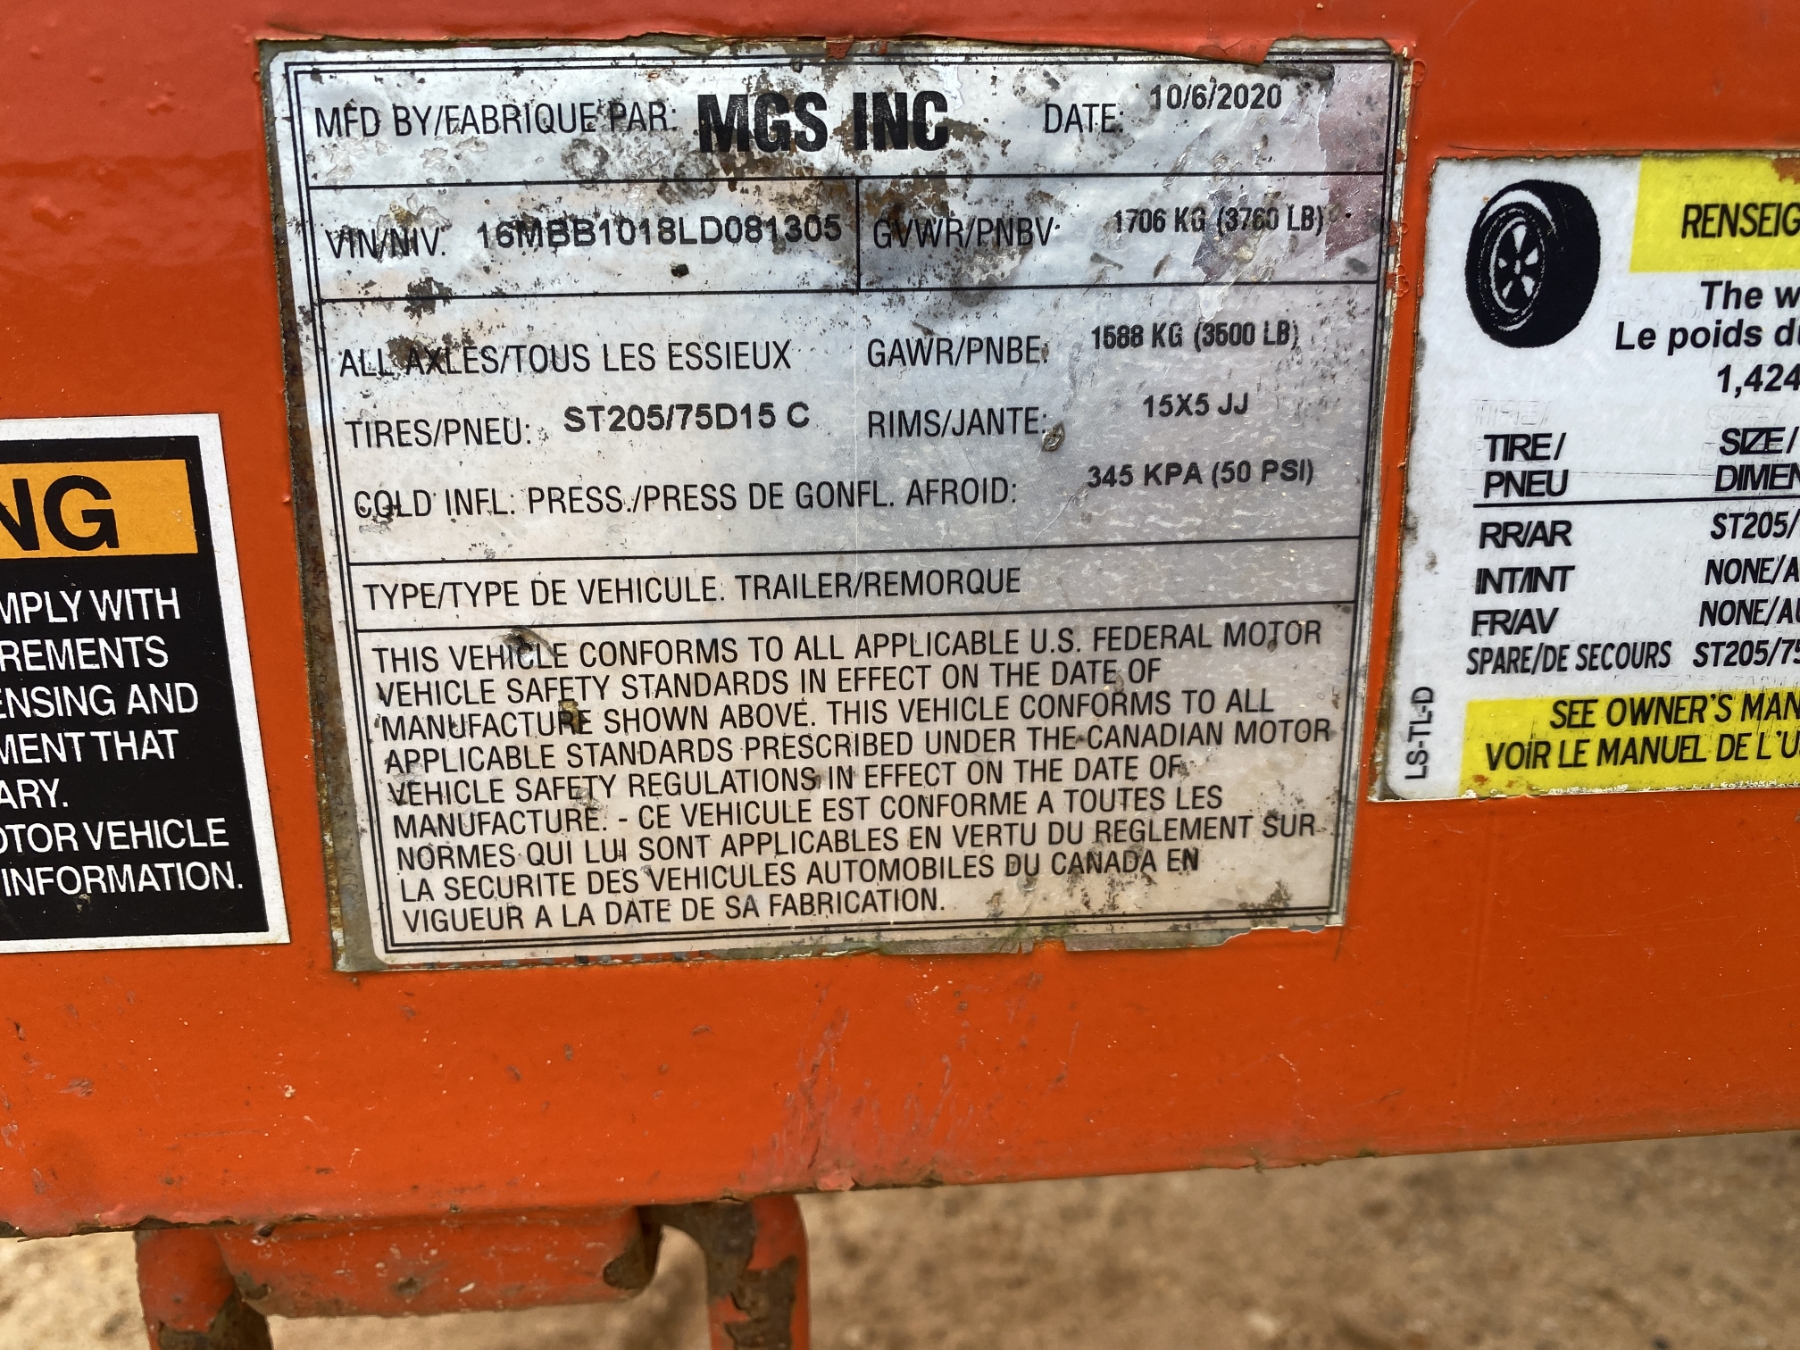 MFD BY/FABRIQUE PAR: MGS INC DATE: 10/6/2020
VIN/NIV: 16MBB1018LD081305 GVWR/PNBV: 1706 KG (3760 LB)
ALL AXLES/TOUS LES ESSIEUX GAWR/PNBE: 1588 KG (3500 LB)
TIRES/PNEU: ST205/75D15 C RIMS/JANTE: 15X5 JJ
COLD INFL. PRESS./PRESS DE GONFL. AFROID: 345 KPA (50 PSI)
TYPE/TYPE DE VEHICULE: TRAILER/REMORQUE
THIS VEHICLE CONFORMS TO ALL APPLICABLE U.S. FEDERAL MOTOR
VEHICLE SAFETY STANDARDS IN EFFECT ON THE DATE OF
MANUFACTURE SHOWN ABOVE. THIS VEHICLE CONFORMS TO ALL
APPLICABLE STANDARDS PRESCRIBED UNDER THE CANADIAN MOTOR
VEHICLE SAFETY REGULATIONS IN EFFECT ON THE DATE OF
MANUFACTURE. - CE VEHICULE EST CONFORME A TOUTES LES
NORMES QUI LUI SONT APPLICABLES EN VERTU DU REGLEMENT SUR
LA SECURITE DES VEHICULES AUTOMOBILES DU CANADA EN
VIGUEUR A LA DATE DE SA FABRICATION.
NG
MPLY WITH
REMENTS
ENSING AND
MENT THAT
ARY.
OTOR VEHICLE
INFORMATION.
RENSEIG
The w
Le poids du
1,424
TIRE/ SIZE/
PNEU DIMEN
RR/AR ST205/
INT/INT NONE/A
FR/AV NONE/AU
SPARE/DE SECOURS ST205/75
SEE OWNER'S MAN
VOIR LE MANUEL DE L'U
LS-TL-D